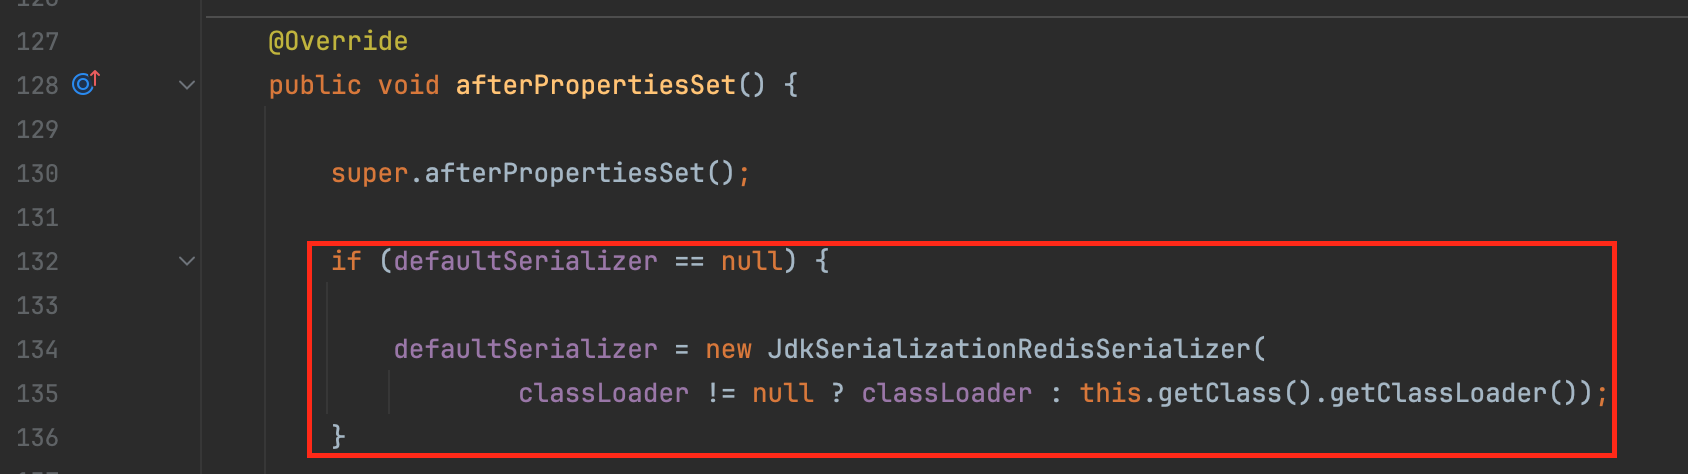 127 @Override
128 public void afterPropertiesSet() {
129
130 super.afterPropertiesSet();
131
132 if (defaultSerializer == null) {
133
134 defaultSerializer = new JdkSerializationRedisSerializer(
135 classLoader != null ? classLoader : this.getClass().getClassLoader());
136 }